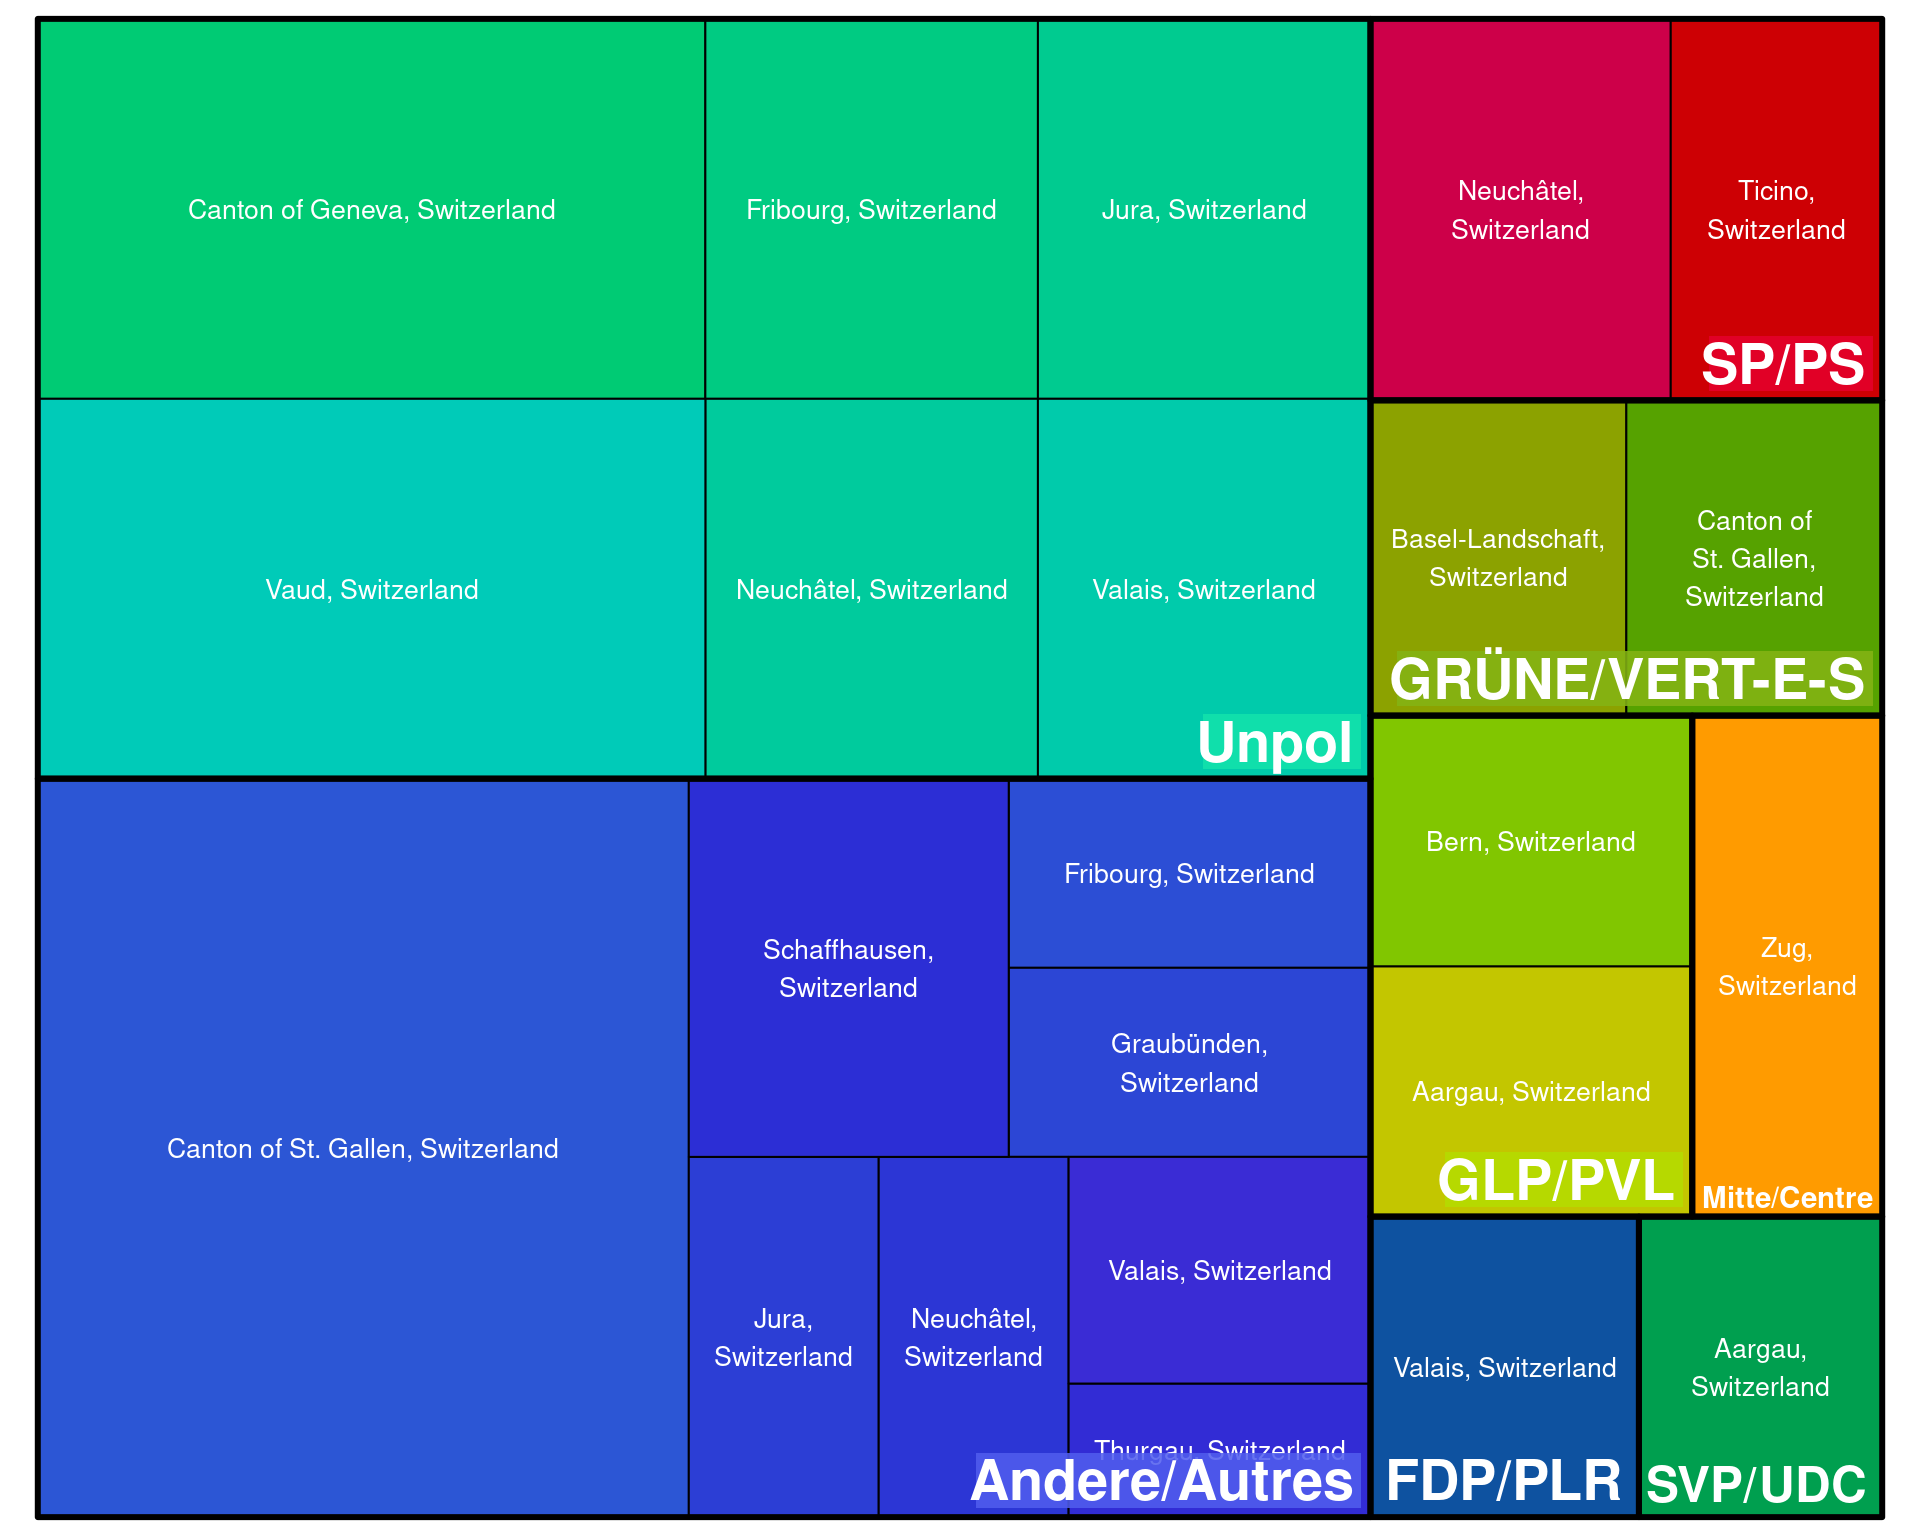 Canton of Geneva, Switzerland
Fribourg, Switzerland
Jura, Switzerland
Vaud, Switzerland
Neuchâtel, Switzerland
Valais, Switzerland
Unpol
Canton of St. Gallen, Switzerland
Schaffhausen,
Switzerland
Fribourg, Switzerland
Graubünden,
Switzerland
Jura,
Switzerland
Neuchâtel,
Switzerland
Valais, Switzerland
Thurgau, Switzerland
Andere/Autres
Neuchâtel,
Switzerland
Ticino,
Switzerland
SP/PS
Basel-Landschaft,
Switzerland
Canton of
St. Gallen,
Switzerland
GRÜNE/VERT-E-S
Bern, Switzerland
Aargau, Switzerland
GLP/PVL
Zug,
Switzerland
Mitte/Centre
Valais, Switzerland
FDP/PLR
Aargau,
Switzerland
SVP/UDC